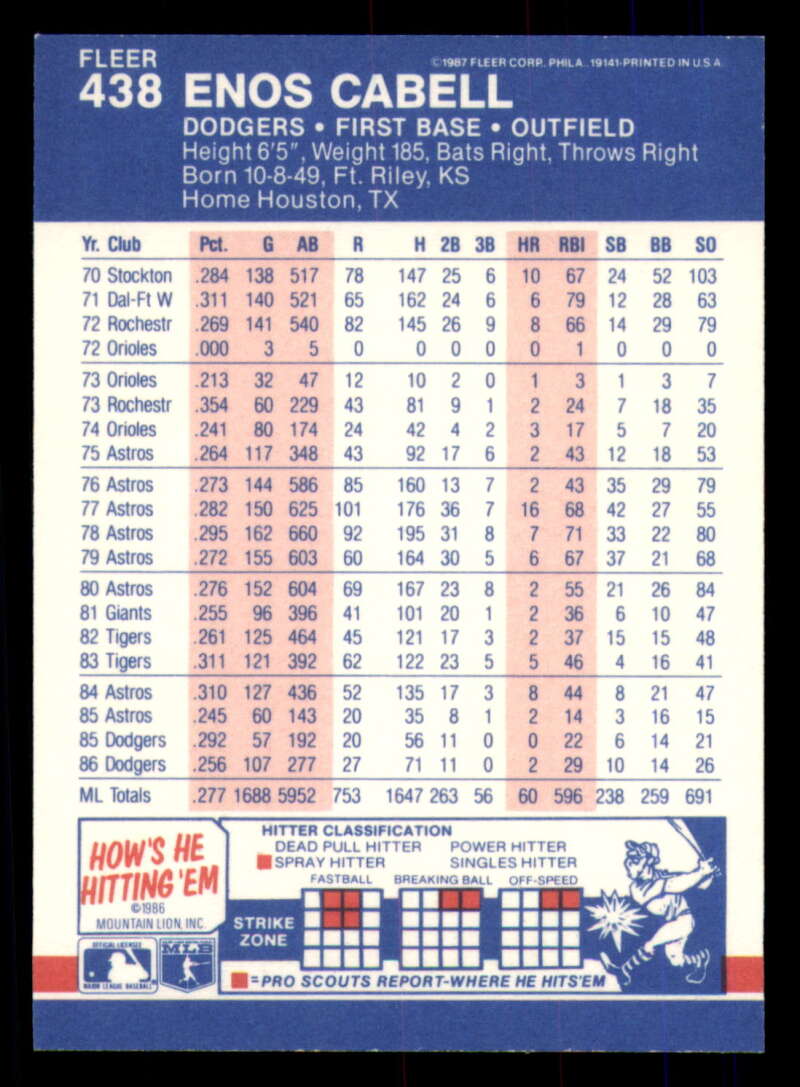 FLEER
©1987 FLEER CORP., PHILA., 19141-PRINTED IN U.S.A.
438 ENOS CABELL
DODGERS • FIRST BASE • OUTFIELD
Height 6'5", Weight 185, Bats Right, Throws Right
Born 10-8-49, Ft. Riley, KS
Home Houston, TX
Yr. Club Pct. G AB R H 2B 3B HR RBI SB BB SO
70 Stockton .284 138 517 78 147 25 6 10 67 24 52 103
71 Dal-Ft W .311 140 521 65 162 24 6 6 79 12 28 63
72 Rochestr .269 141 540 82 145 26 9 8 66 14 29 79
72 Orioles .000 3 5 0 0 0 0 0 1 0 0 0
73 Orioles .213 32 47 12 10 2 0 1 3 1 3 7
73 Rochestr .354 60 229 43 81 9 1 2 24 7 18 35
74 Orioles .241 80 174 24 42 4 2 3 17 5 7 20
75 Astros .264 117 348 43 92 17 6 2 43 12 18 53
76 Astros .273 144 586 85 160 13 7 2 43 35 29 79
77 Astros .282 150 625 101 176 36 7 16 68 42 27 55
78 Astros .295 162 660 92 195 31 8 7 71 33 22 80
79 Astros .272 155 603 60 164 30 5 6 67 37 21 68
80 Astros .276 152 604 69 167 23 8 2 55 21 26 84
81 Giants .255 96 396 41 101 20 1 2 36 6 10 47
82 Tigers .261 125 464 45 121 17 3 2 37 15 15 48
83 Tigers .311 121 392 62 122 23 5 5 46 4 16 41
84 Astros .310 127 436 52 135 17 3 8 44 8 21 47
85 Astros .245 60 143 20 35 8 1 2 14 3 16 15
85 Dodgers .292 57 192 20 56 11 0 0 22 6 14 21
86 Dodgers .256 107 277 27 71 11 0 2 29 10 14 26
ML Totals .277 1688 5952 753 1647 263 56 60 596 238 259 691
HOW'S HE
HITTING 'EM
©1986
MOUNTAIN LION, INC.
HITTER CLASSIFICATION
DEAD PULL HITTER POWER HITTER
SPRAY HITTER SINGLES HITTER
FASTBALL BREAKING BALL OFF-SPEED
STRIKE
ZONE
=PRO SCOUTS REPORT-WHERE HE HITS'EM
OFFICIAL LICENSEE
MAJOR LEAGUE BASEBALL
MLB